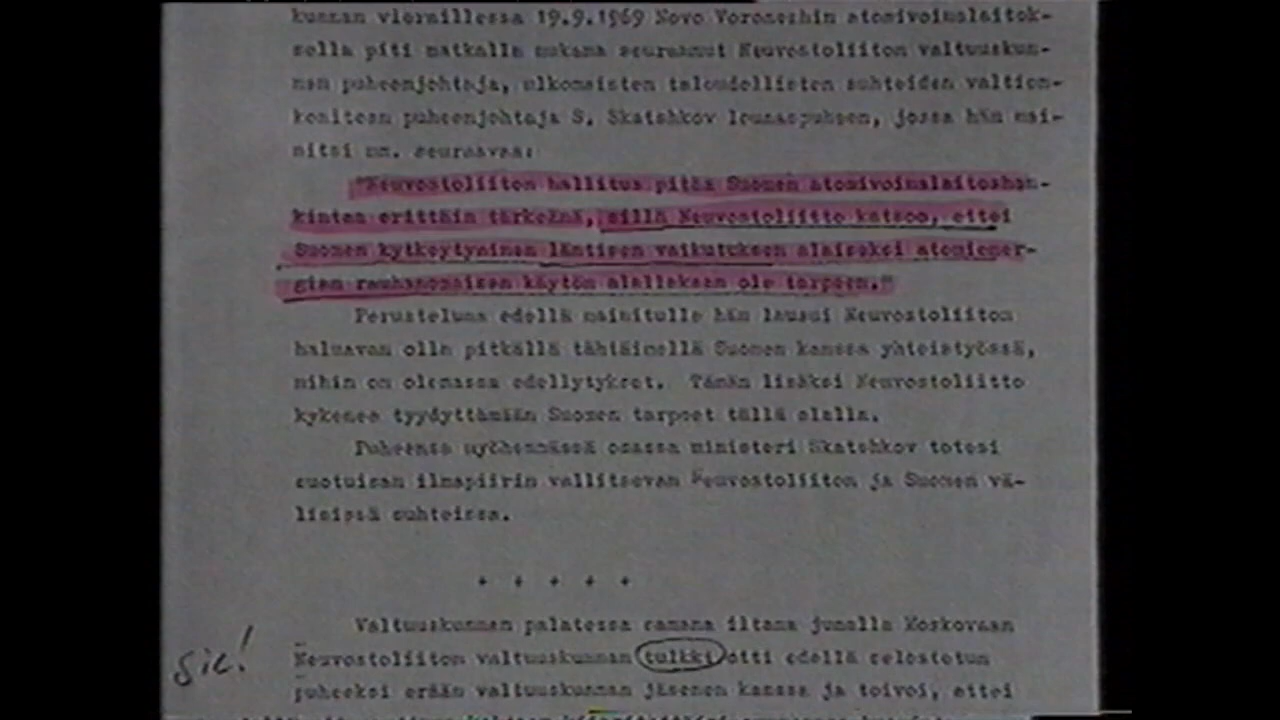 kunnan vieraillessa 19.9.1969 Novo Voroneshin atomivoimalaitok-
sella piti matkalla mukana seurannut Neuvostoliiton valtuuskun-
nan puheenjohtaja, ulkomaisten taloudellisten suhteiden valtion-
komitean puheenjohtaja S. Skatshkov lounaspuheen, jossa hän mai-
nitsi mm. seuraavaa:
"Neuvostoliiton hallitus pitää Suomen atomivoimalaitoshan-
kintaa erittäin tärkeänä, sillä Neuvostoliitto katsoo, ettei
Suomen kytkeytyminen läntisen vaikutuksen alaiseksi atomiener-
gian rauhanomaisen käytön alallakaan ole tarpeen."
Perusteluna edellä mainitulle hän lausui Neuvostoliiton
haluavan olla pitkällä tähtäimellä Suomen kanssa yhteistyössä,
mihin on olemassa edellytykset. Tämän lisäksi Neuvostoliitto
kykenee tyydyttämään Suomen tarpeet tällä alalla.
Puheensa myöhemmässä osassa ministeri Skatshkov totesi
suotuisan ilmapiirin vallitsevan Neuvostoliiton ja Suomen vä-
lisissä suhteissa.
+ + + + +
Valtuuskunnan palatessa samana iltana junalla Moskovaan
sic! Neuvostoliiton valtuuskunnan tulkki otti edellä selostetun
puheeksi erään valtuuskunnan jäsenen kanssa ja toivoi, ettei